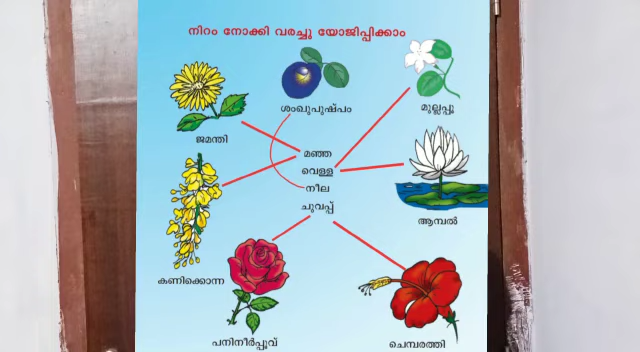 നിറം നോക്കി വരച്ചു യോജിപ്പിക്കാം
ശംഖുപുഷ്പം
മുല്ലപ്പൂ
ജമന്തി
മഞ്ഞ
വെള്ള
നീല
ചുവപ്പ്
ആമ്പൽ
കണിക്കൊന്ന
പനിനീർപ്പൂവ്
ചെമ്പരത്തി